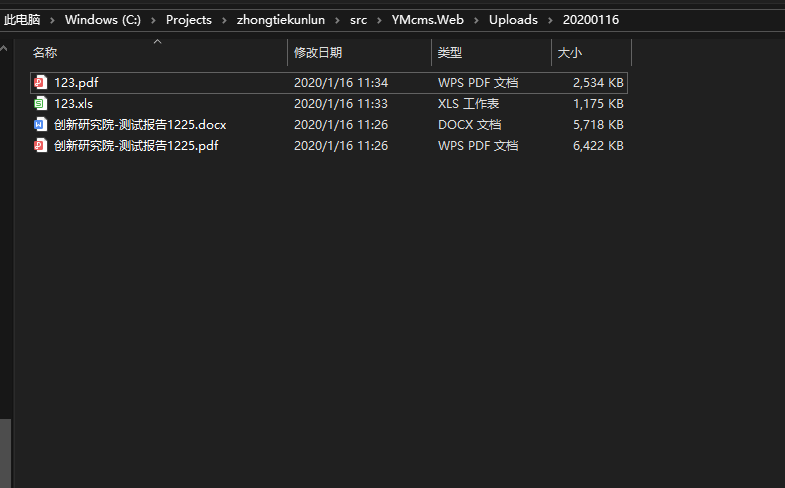 此电脑 > Windows (C:) > Projects > zhongtiekunlun > src > YMcms.Web > Uploads > 20200116
名称 修改日期 类型 大小
123.pdf 2020/1/16 11:34 WPS PDF 文档 2,534 KB
123.xls 2020/1/16 11:33 XLS 工作表 1,175 KB
创新研究院-测试报告1225.docx 2020/1/16 11:26 DOCX 文档 5,718 KB
创新研究院-测试报告1225.pdf 2020/1/16 11:26 WPS PDF 文档 6,422 KB